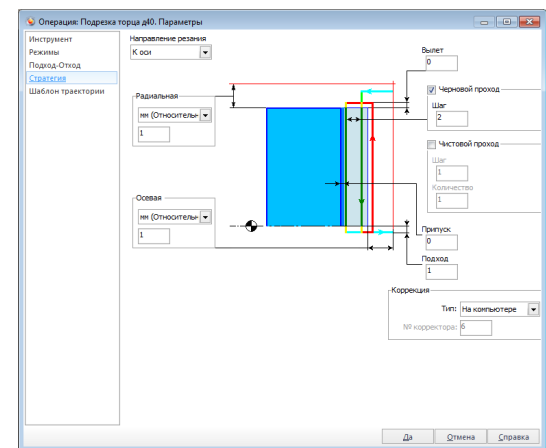 Операция: Подрезка торца д40. Параметры
Инструмент
Режимы
Подход-Отход
Стратегия
Шаблон траектории
Направление резания
К оси
Радиальная
мм (Относительн
1
Осевая
мм (Относительн
1
Вылет
0
Черновой проход
Шаг
2
Чистовой проход
Шаг
1
Количество
1
Припуск
0
Подход
1
Коррекция
Тип: На компьютере
№ корректора: 6
Да Отмена Справка